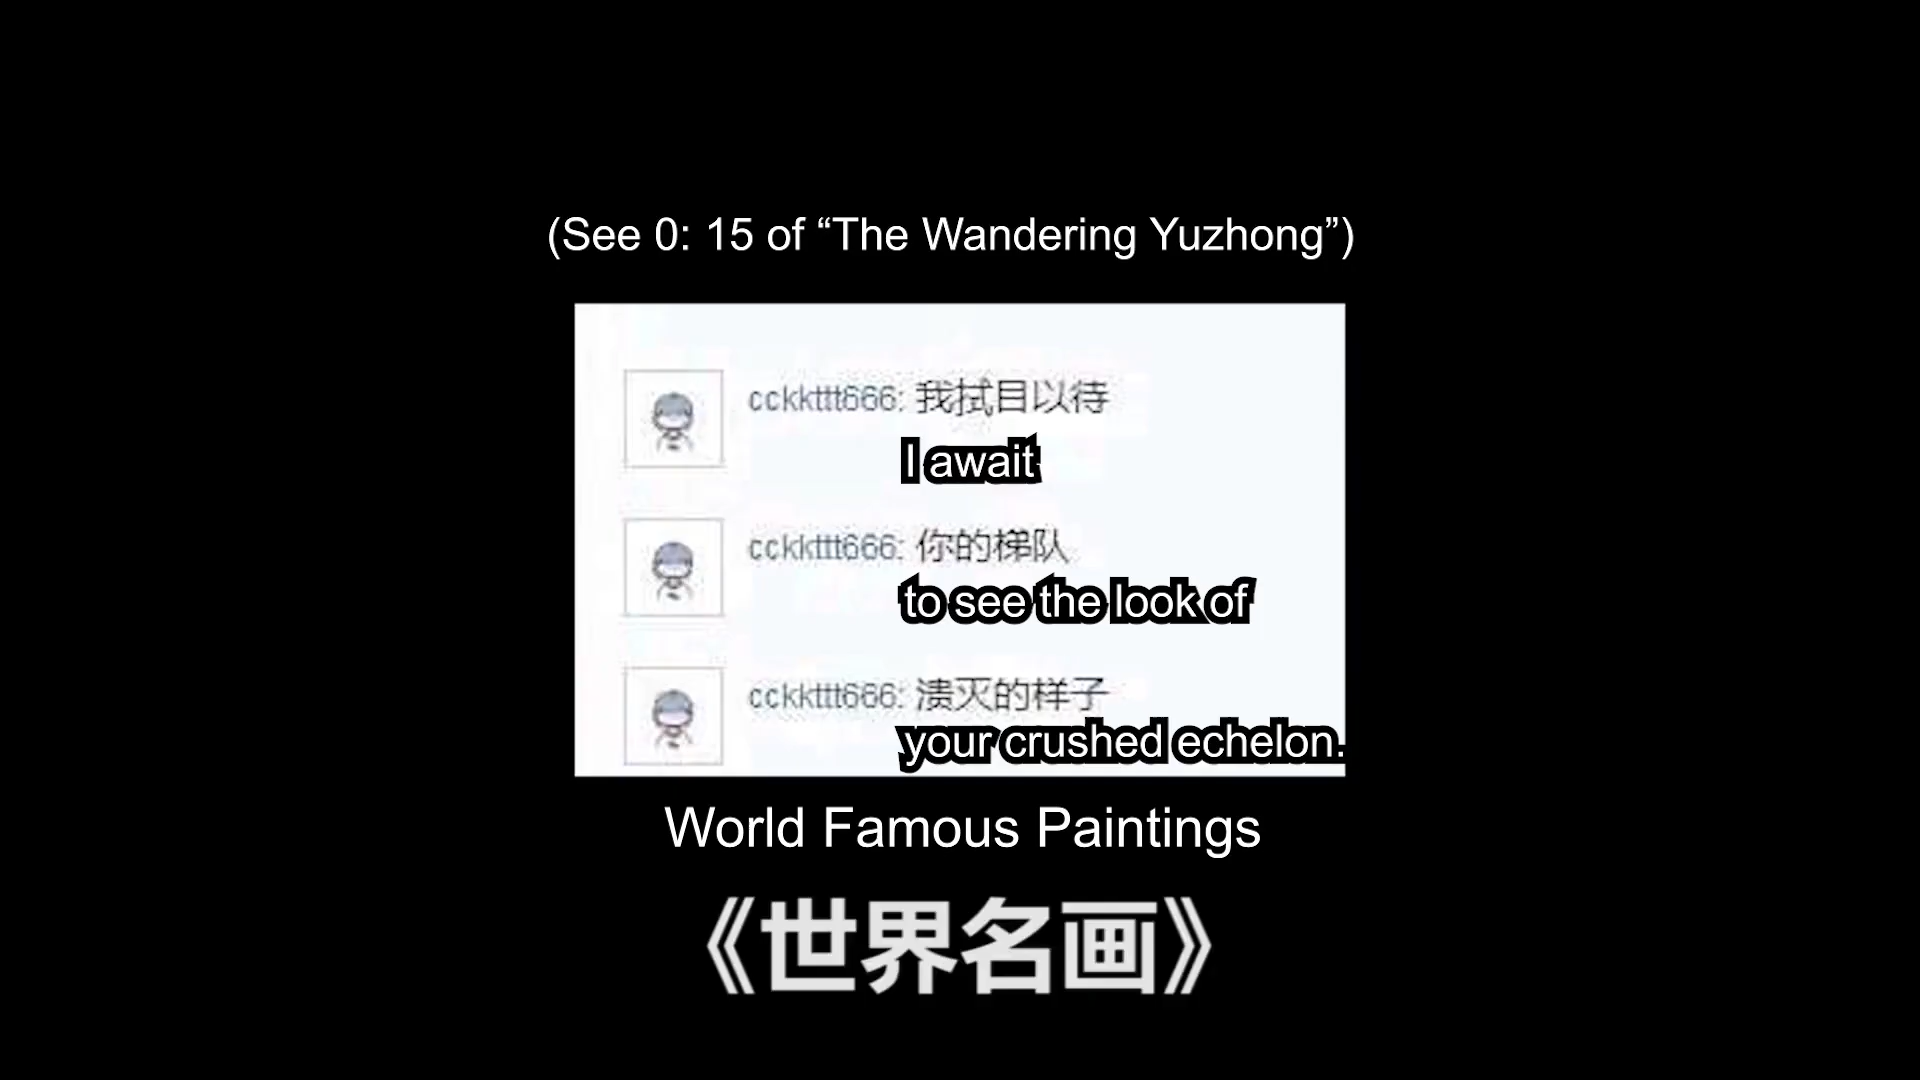 (See 0: 15 of “The Wandering Yuzhong”)
cckkttt666: 我拭目以待
I await
cckkttt666: 你的梯队
to see the look of
cckkttt666: 溃灭的样子
your crushed echelon.
World Famous Paintings
《世界名画》